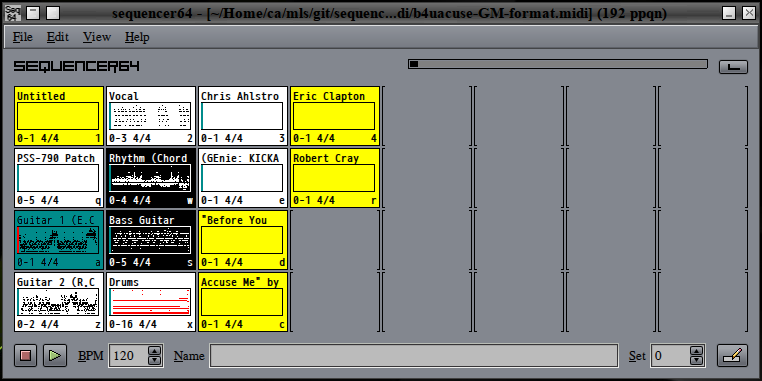 Seq 64
sequencer64 - [~/Home/ca/mls/git/sequenc...di/b4uacuse-GM-format.midi] (192 ppqn)
File Edit View Help
SEQUENCER64
Untitled
0-1 4/4 1
Vocal
0-3 4/4 2
Chris Ahlstro
0-1 4/4 3
Eric Clapton
0-1 4/4 4
PSS-790 Patch
0-5 4/4 q
Rhythm (Chord
0-4 4/4 w
(GEnie: KICKA
0-1 4/4 e
Robert Cray
0-1 4/4 r
Guitar 1 (E.C
0-1 4/4 a
Bass Guitar
0-5 4/4 s
"Before You
0-1 4/4 d
Guitar 2 (R,C
0-2 4/4 z
Drums
0-16 4/4 x
Accuse Me" by
0-1 4/4 c
BPM 120 Name Set 0